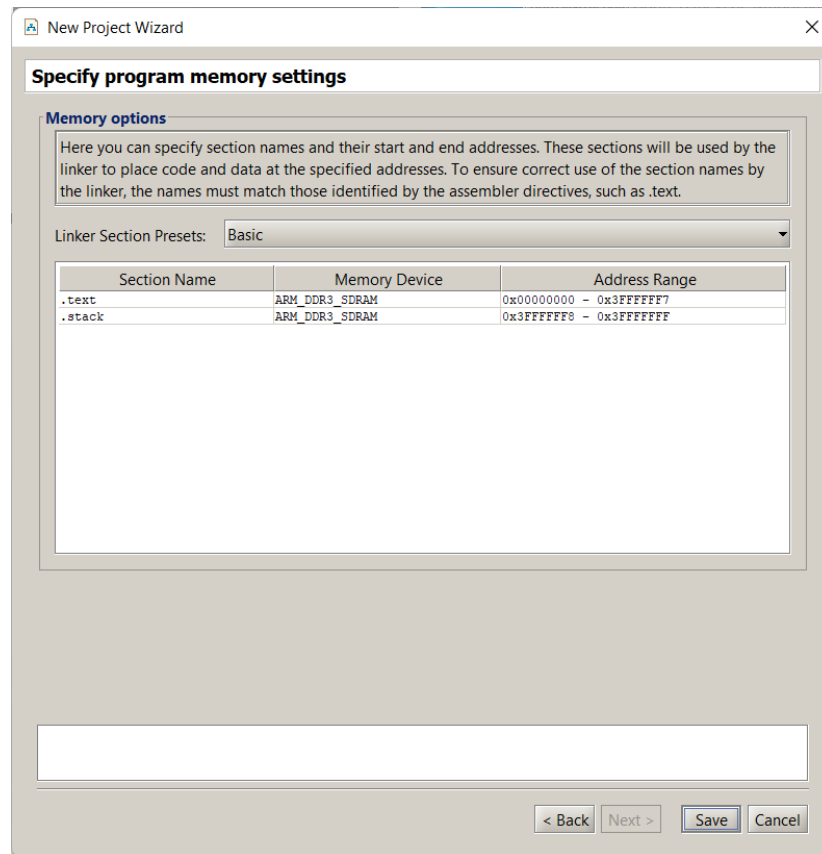 New Project Wizard
Specify program memory settings
Memory options
Here you can specify section names and their start and end addresses. These sections will be used by the
linker to place code and data at the specified addresses. To ensure correct use of the section names by
the linker, the names must match those identified by the assembler directives, such as .text.
Linker Section Presets: Basic
Section Name Memory Device Address Range
.text ARM_DDR3_SDRAM 0x00000000 - 0x3FFFFFF7
.stack ARM_DDR3_SDRAM 0x3FFFFFF8 - 0x3FFFFFFF
< Back Next > Save Cancel